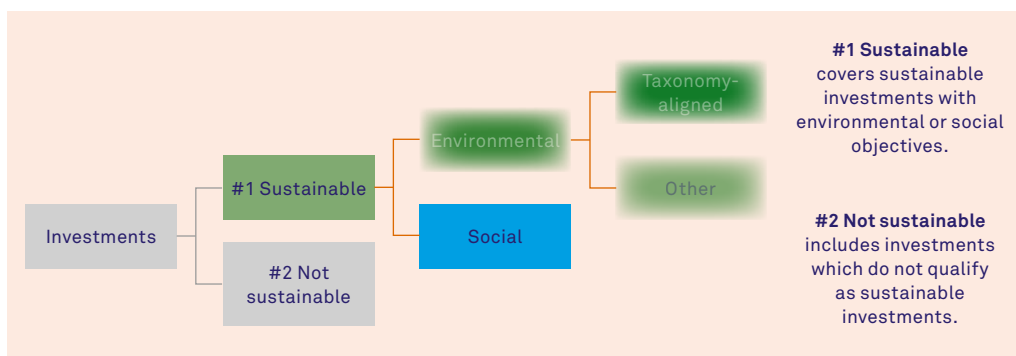 Investments
#1 Sustainable
#2 Not
sustainable
Environmental
Social
Taxonomy-
aligned
Other
#1 Sustainable
covers sustainable
investments with
environmental or social
objectives.
#2 Not sustainable
includes investments
which do not qualify
as sustainable
investments.